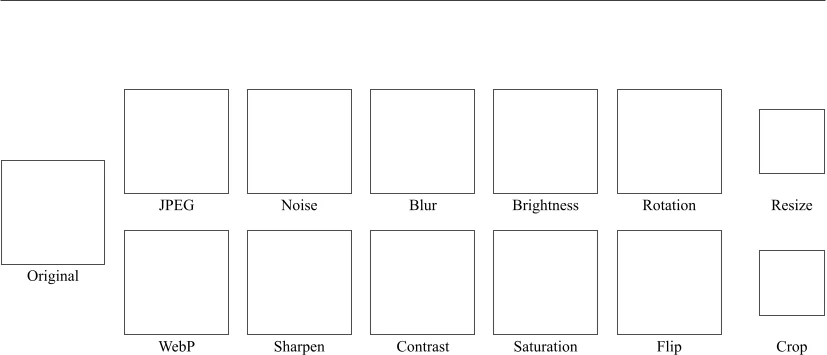 JPEG Noise Blur Brightness Rotation Resize
Original
WebP Sharpen Contrast Saturation Flip Crop